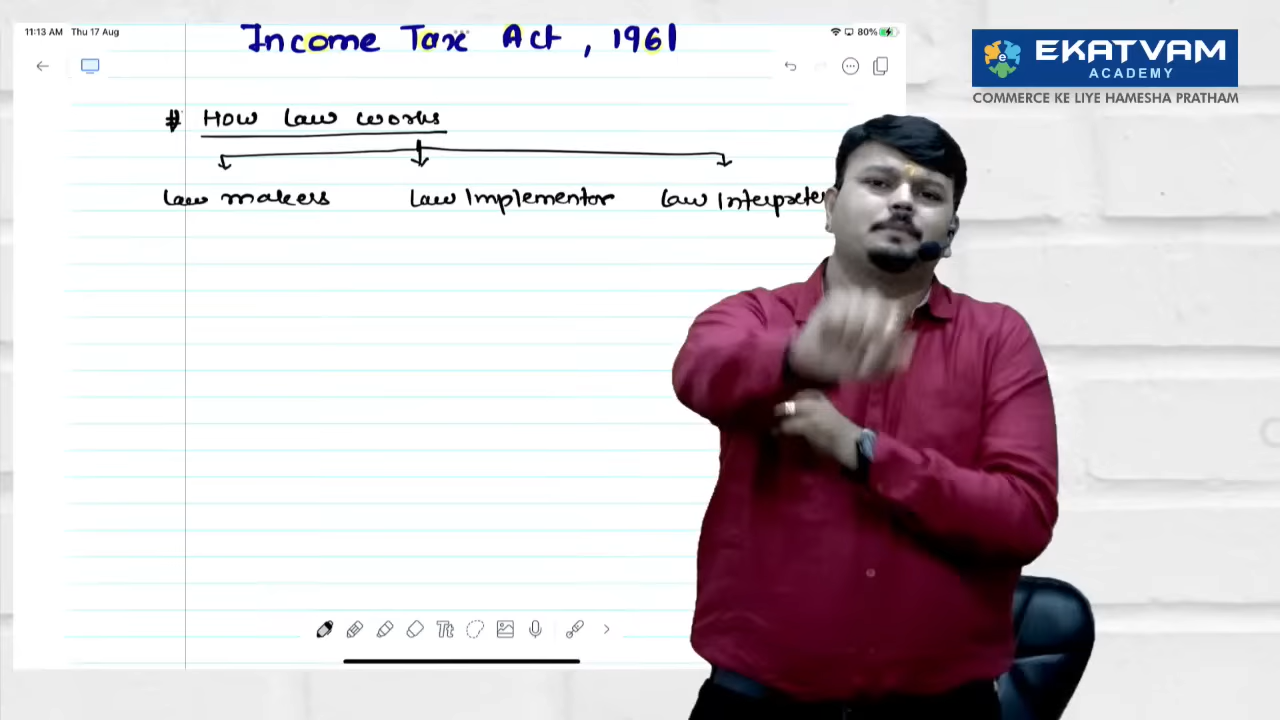 11:13 AM Thu 17 Aug
80%
Income Tax Act, 1961
EKATVAM
ACADEMY
COMMERCE KE LIYE HAMESHA PRATHAM
# How Law works
Law makers Law Implementor Law Interpreter
Tt